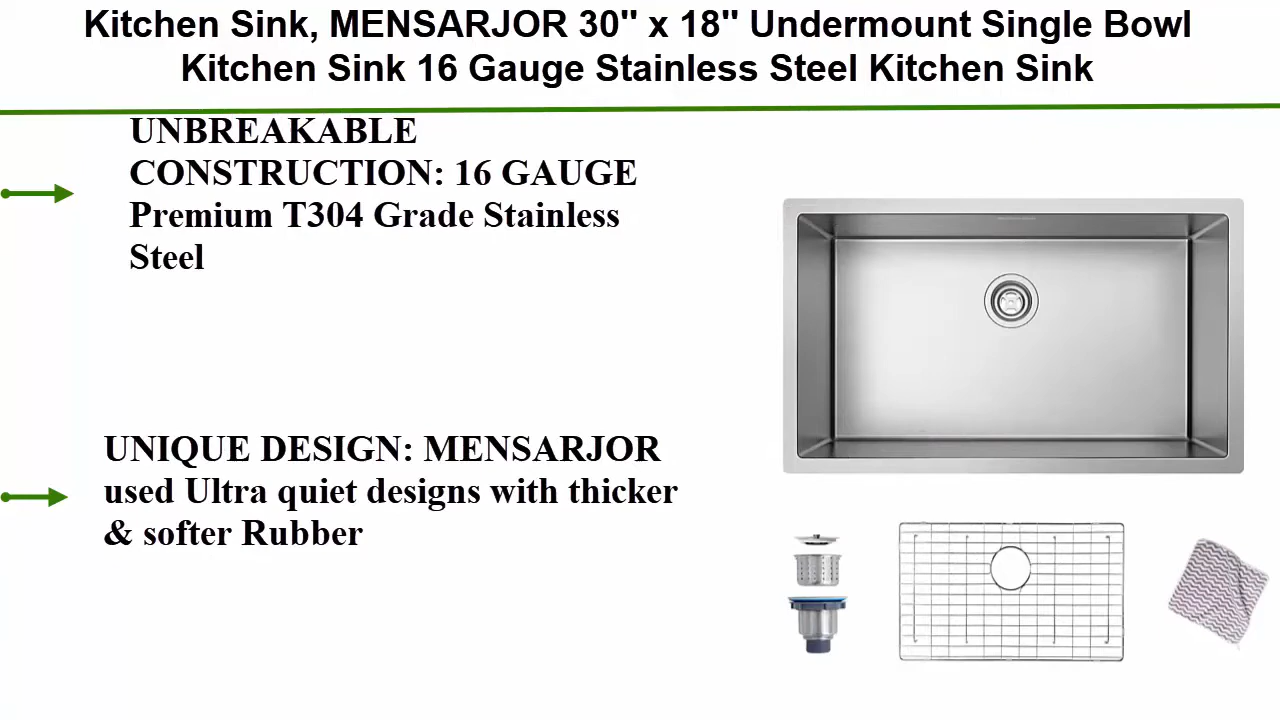 Kitchen Sink, MENSARJOR 30" x 18" Undermount Single Bowl
Kitchen Sink 16 Gauge Stainless Steel Kitchen Sink
UNBREAKABLE
CONSTRUCTION: 16 GAUGE
Premium T304 Grade Stainless
Steel
UNIQUE DESIGN: MENSARJOR
used Ultra quiet designs with thicker
& softer Rubber